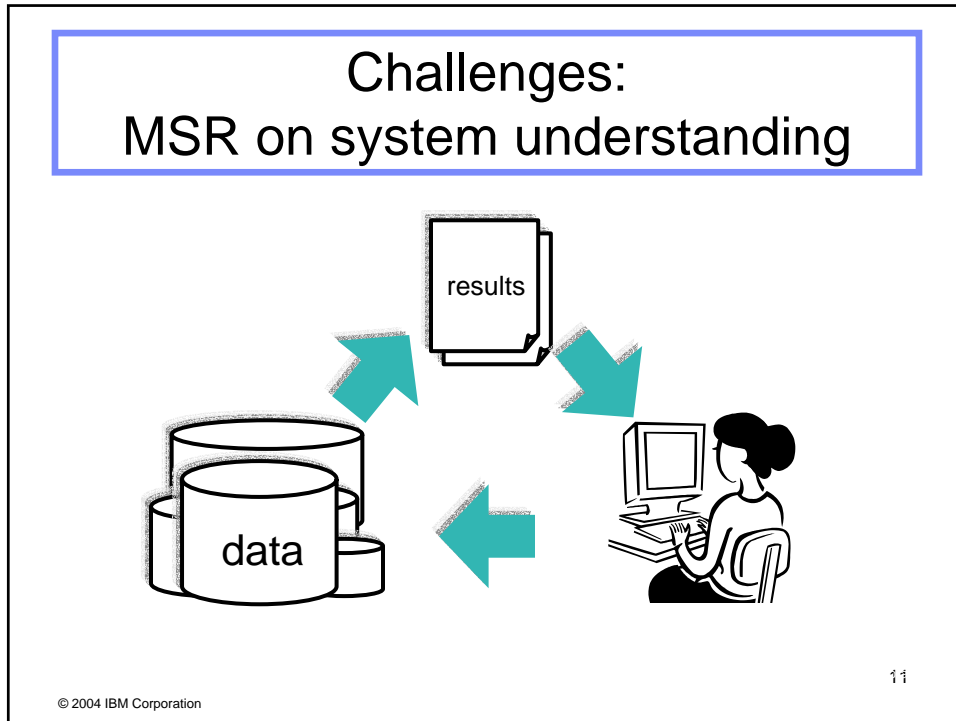 Challenges:
MSR on system understanding
results
data
11
© 2004 IBM Corporation